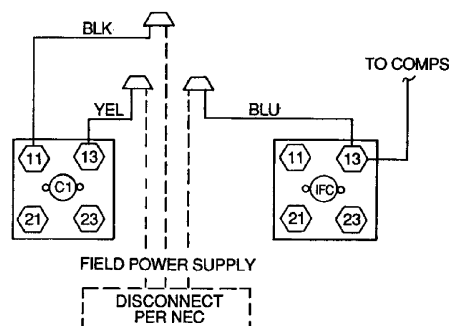 BLK
TO COMPS
YEL
BLU
11
13
C1
21
23
11
13
IFC
21
23
FIELD POWER SUPPLY
DISCONNECT
PER NEC